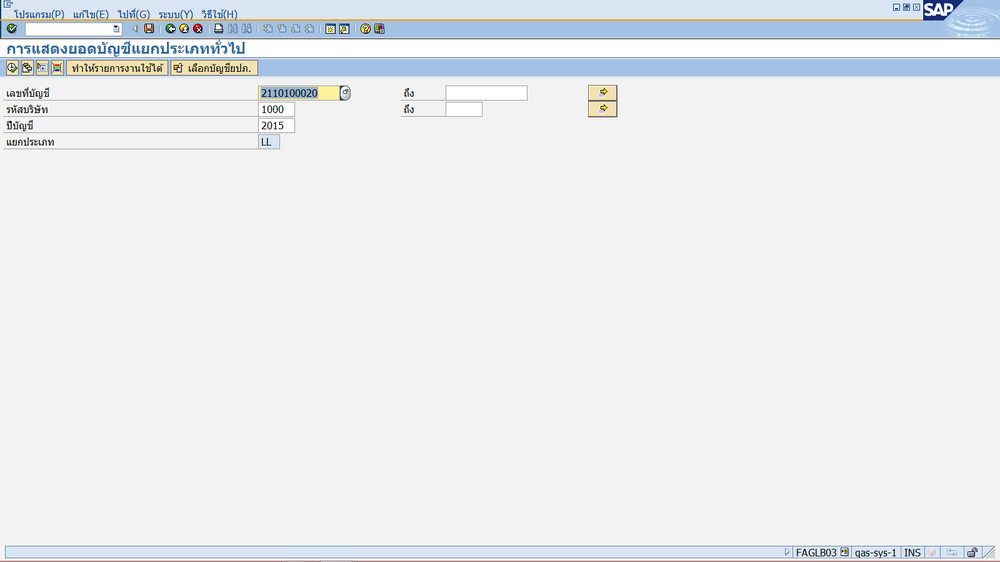 โปรแกรม(P) แก้ไข(E) ไปที่(G) ระบบ(Y) วิธีใช้(H)
SAP
การแสดงยอดบัญชีแยกประเภททั่วไป
ทำให้รายการงานใช้ได้ เลือกบัญชียปภ.
เลขที่บัญชี 2110100020 ถึง
รหัสบริษัท 1000 ถึง
ปีบัญชี 2015
แยกประเภท LL
FAGLB03 qas-sys-1 INS